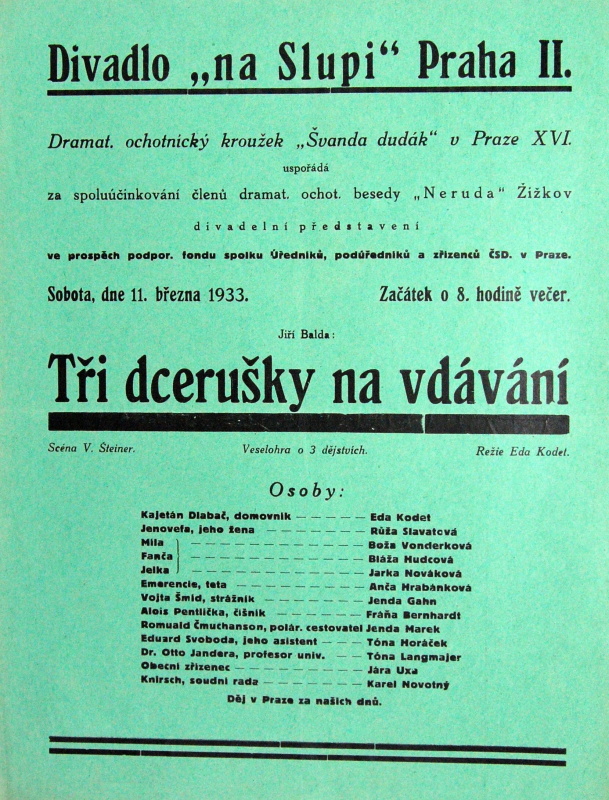 Divadlo „na Slupi“ Praha II.
Dramat. ochotnický kroužek „Švanda dudák“ v Praze XVI.
uspořádá
za spoluúčinkování členů dramat. ochot. besedy „Neruda“ Žižkov
divadelní představení
ve prospěch podpor. fondu spolku Úředníků, podúředníků a zřízenců ČSD. v Praze.
Sobota, dne 11. března 1933. Začátek o 8. hodině večer.
Jiří Balda:
Tři dcerušky na vdávání
Scéna V. Šteiner. Veselohra o 3 dějstvích. Režie Eda Kodet.
Osoby:
Kajetán Dlabač, domovník — — — — — — Eda Kodet
Jenovefa, jeho žena — — — — — — — Růža Slavatová
Mila — — — — — — — — — — — — Boža Vonderková
Fanča — — — — — — — — — — — — Bláža Hudcová
Jelka — — — — — — — — — — — — Jarka Nováková
Emerencie, teta — — — — — — — — — Anča Hrabánková
Vojta Šmid, strážník — — — — — — — — Jenda Gahn
Alois Pentlička, číšník — — — — — — — Fráňa Bernhardt
Romuald Čmuchanson, polár. cestovatel Jenda Marek
Eduard Svoboda, jeho asistent — — — — Tóna Horáček
Dr. Otto Jandera, profesor univ. — — — Tóna Langmajer
Obecní zřízenec — — — — — — — — — Jára Uxa
Knirsch, soudní rada — — — — — — — — Karel Novotný
Děj v Praze za našich dnů.